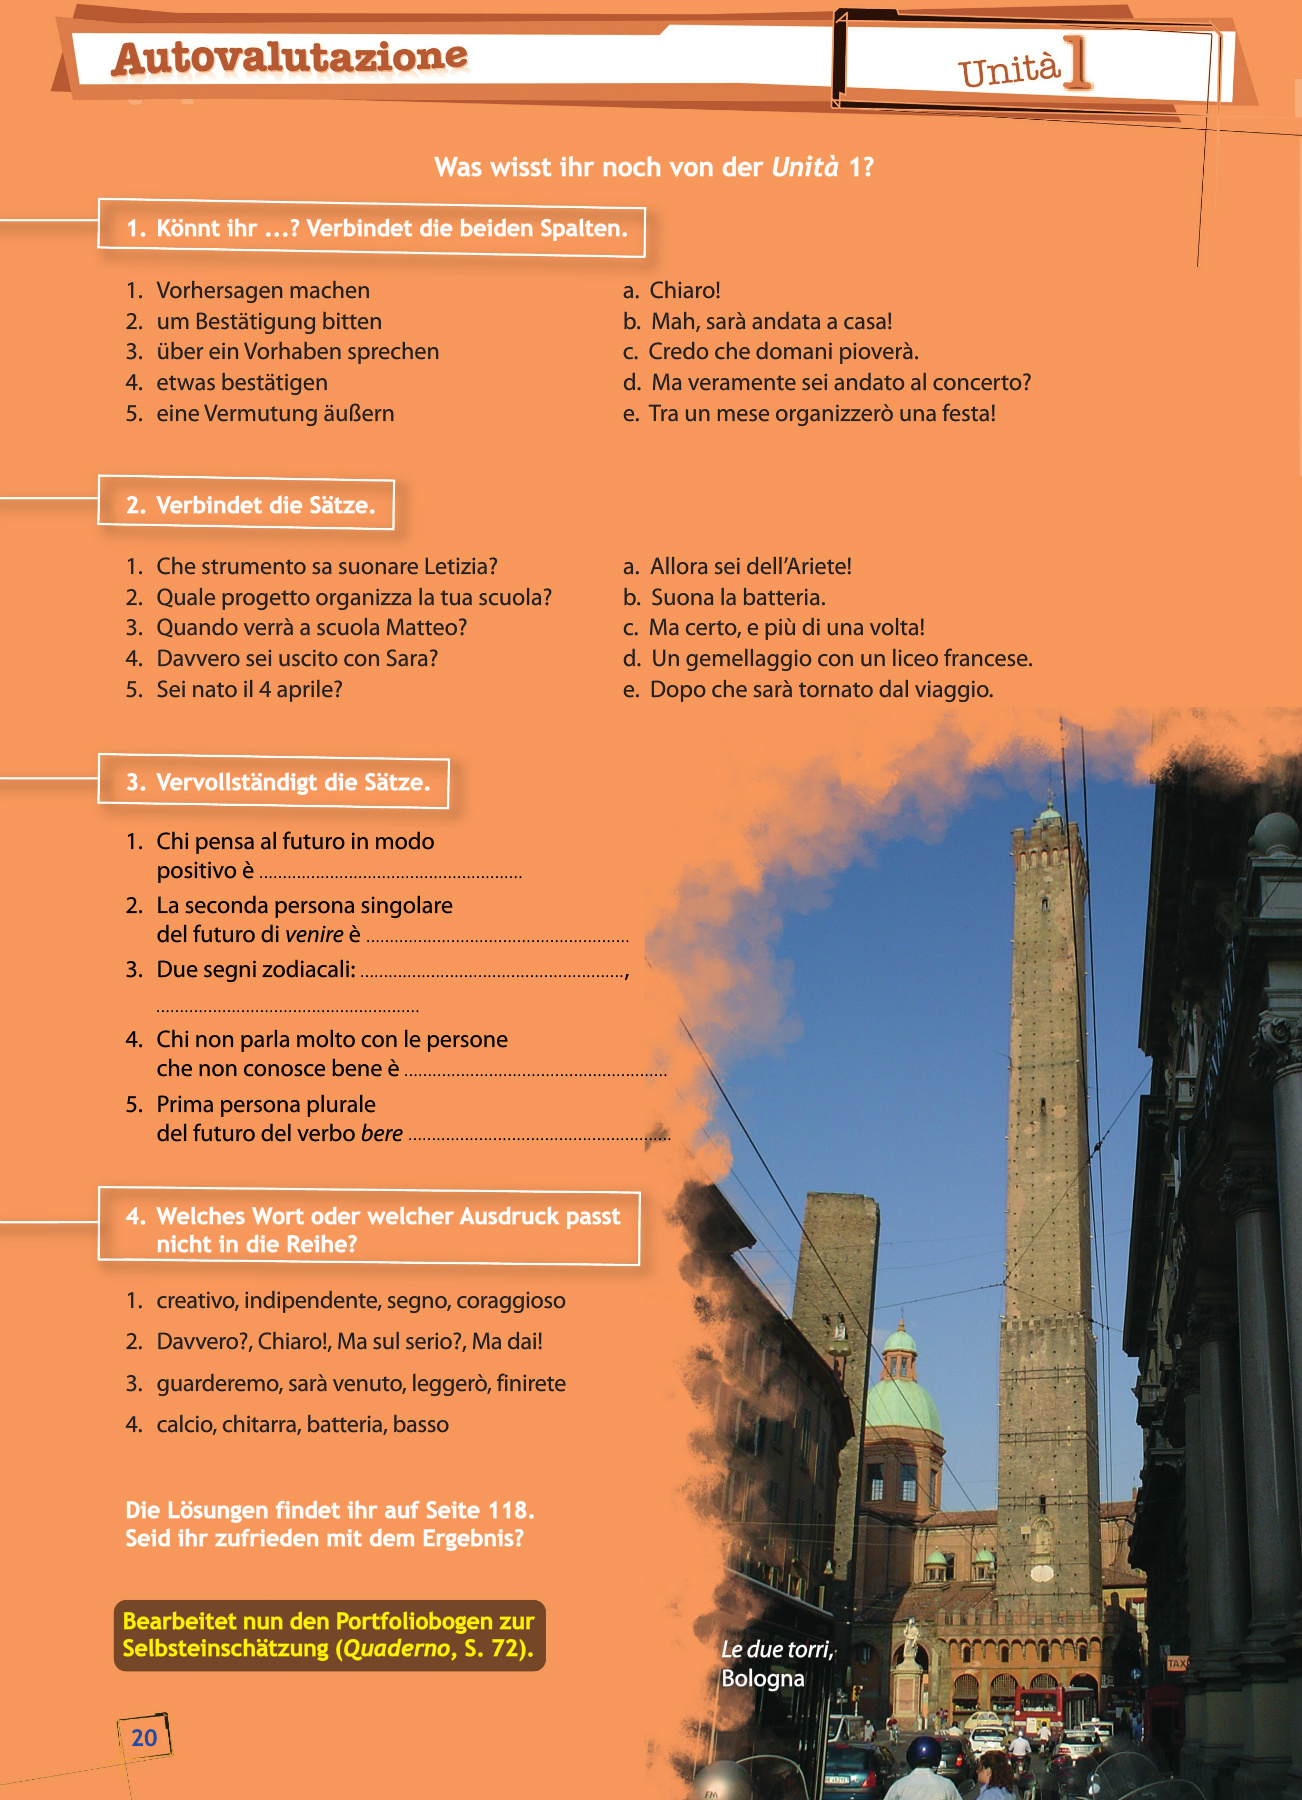 Autovalutazione
Unità 1
Was wisst ihr noch von der Unità 1?
1. Könnt ihr ...? Verbindet die beiden Spalten.
1. Vorhersagen machen
2. um Bestätigung bitten
3. über ein Vorhaben sprechen
4. etwas bestätigen
5. eine Vermutung äußern
a. Chiaro!
b. Mah, sarà andata a casa!
c. Credo che domani pioverà.
d. Ma veramente sei andato al concerto?
e. Tra un mese organizzerò una festa!
2. Verbindet die Sätze.
1. Che strumento sa suonare Letizia?
2. Quale progetto organizza la tua scuola?
3. Quando verrà a scuola Matteo?
4. Davvero sei uscito con Sara?
5. Sei nato il 4 aprile?
a. Allora sei dell'Ariete!
b. Suona la batteria.
c. Ma certo, e più di una volta!
d. Un gemellaggio con un liceo francese.
e. Dopo che sarà tornato dal viaggio.
3. Vervollständigt die Sätze.
1. Chi pensa al futuro in modo
positivo è ........................................................
2. La seconda persona singolare
del futuro di venire è ........................................................
3. Due segni zodiacali: ........................................................,
........................................................
4. Chi non parla molto con le persone
che non conosce bene è ........................................................
5. Prima persona plurale
del futuro del verbo bere ........................................................
4. Welches Wort oder welcher Ausdruck passt
nicht in die Reihe?
1. creativo, indipendente, segno, coraggioso
2. Davvero?, Chiaro!, Ma sul serio?, Ma dai!
3. guarderemo, sarà venuto, leggerò, finirete
4. calcio, chitarra, batteria, basso
Die Lösungen findet ihr auf Seite 118.
Seid ihr zufrieden mit dem Ergebnis?
Bearbeitet nun den Portfoliobogen zur
Selbsteinschätzung (Quaderno, S. 72).
Le due torri,
Bologna
TAXI
20